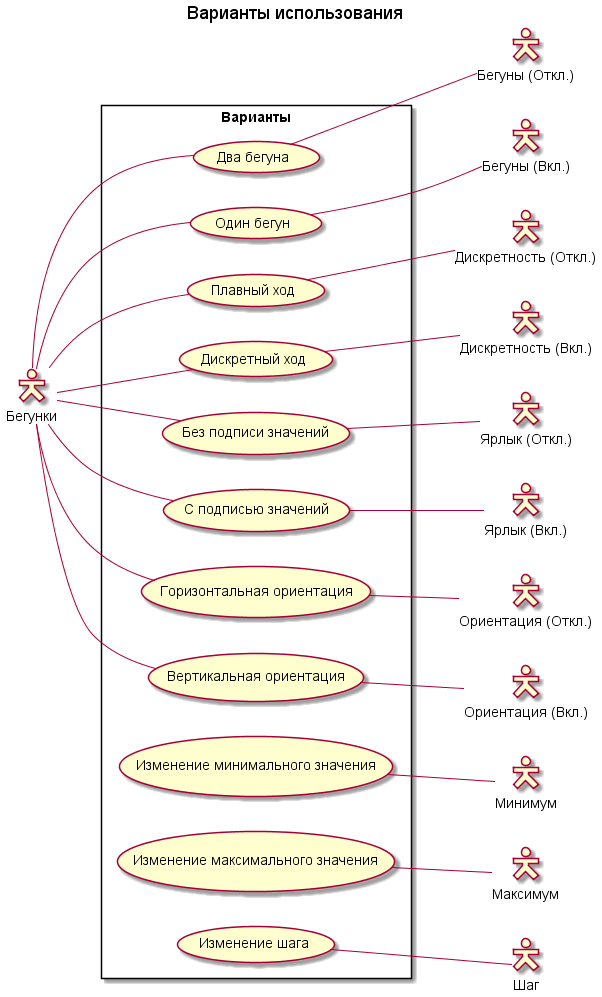 Варианты использования
Варианты
Бегунки
Два бегуна
Один бегун
Плавный ход
Дискретный ход
Без подписи значений
С подписью значений
Горизонтальная ориентация
Вертикальная ориентация
Изменение минимального значения
Изменение максимального значения
Изменение шага
Бегуны (Откл.)
Бегуны (Вкл.)
Дискретность (Откл.)
Дискретность (Вкл.)
Ярлык (Откл.)
Ярлык (Вкл.)
Ориентация (Откл.)
Ориентация (Вкл.)
Минимум
Максимум
Шаг